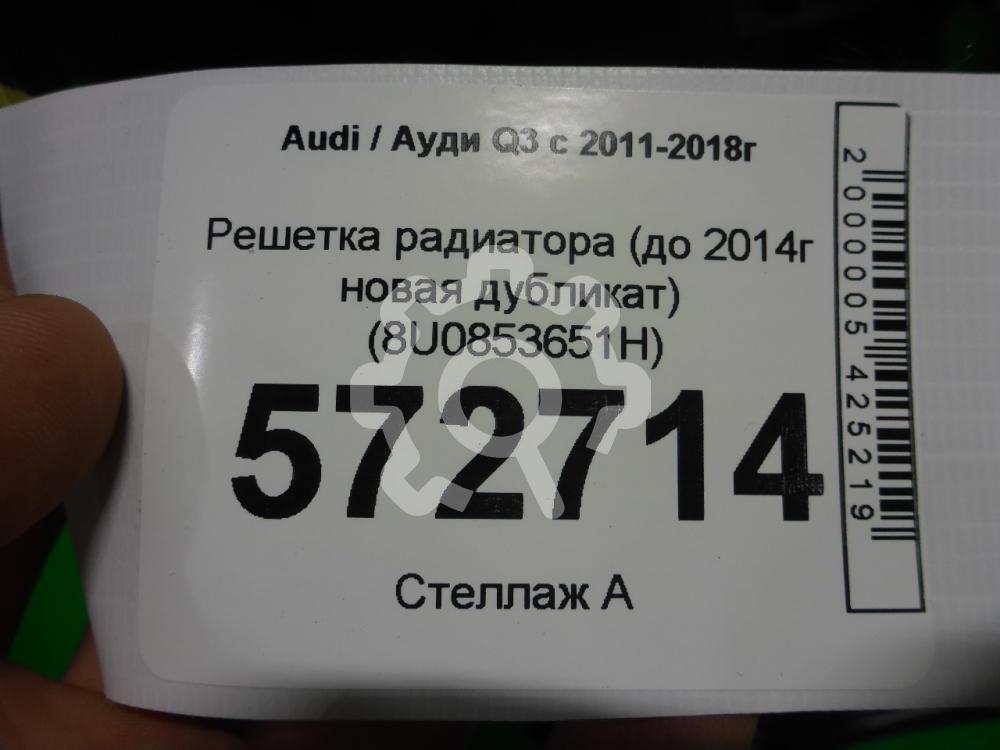 Audi / Ауди Q3 с 2011-2018г
Решетка радиатора (до 2014г
новая дубликат)
(8U0853651H)
572714
Стеллаж А
2000005425219